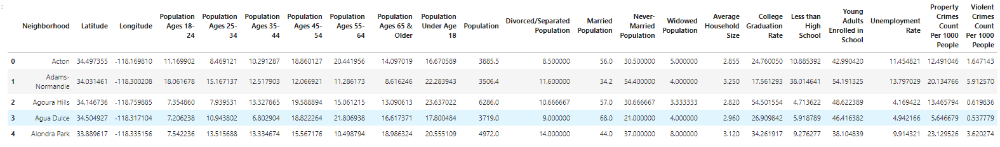 :
Neighborhood Latitude Longitude Population Ages 18-24 Population Ages 25-34 Population Ages 35-44 Population Ages 45-54 Population Ages 55-64 Population Ages 65 & Older Population Under Age 18 Population Divorced/Separated Population Married Population Never-Married Population Widowed Population Average Household Size College Graduation Rate Less than High School Young Adults Enrolled in School Unemployment Rate Property Crimes Count Per 1000 People Violent Crimes Count Per 1000 People
0 Acton 34.497355 -118.169810 11.169902 8.469121 10.291287 18.860127 20.441956 14.097019 16.670589 3885.5 8.500000 56.0 30.500000 5.000000 2.855 24.760050 10.885392 42.990420 11.454821 12.491046 1.647143
1 Adams-Normandie 34.031461 -118.300208 18.061678 15.167137 12.517903 12.066921 11.286173 8.616246 22.283943 3506.4 11.600000 34.2 54.400000 4.000000 3.250 17.561293 38.014641 54.191325 13.797029 20.134766 5.912570
2 Agoura Hills 34.146736 -118.759885 7.354860 7.939531 13.327865 19.588894 15.061215 13.090613 23.637022 6286.0 10.666667 57.0 30.666667 3.333333 2.820 54.501554 4.713622 48.622389 4.169422 13.465794 0.619836
3 Agua Dulce 34.504927 -118.317104 7.206238 10.943802 6.802904 18.822264 21.806938 16.617371 17.800484 3719.0 9.000000 68.0 21.000000 4.000000 2.960 26.909842 5.918789 46.416382 4.942166 5.646679 0.537779
4 Alondra Park 33.889617 -118.335156 7.542236 13.515688 13.334674 15.567176 10.498794 18.986324 20.555109 4972.0 14.000000 44.0 37.000000 8.000000 3.120 34.261917 9.276277 38.104839 9.914321 23.129526 3.620274